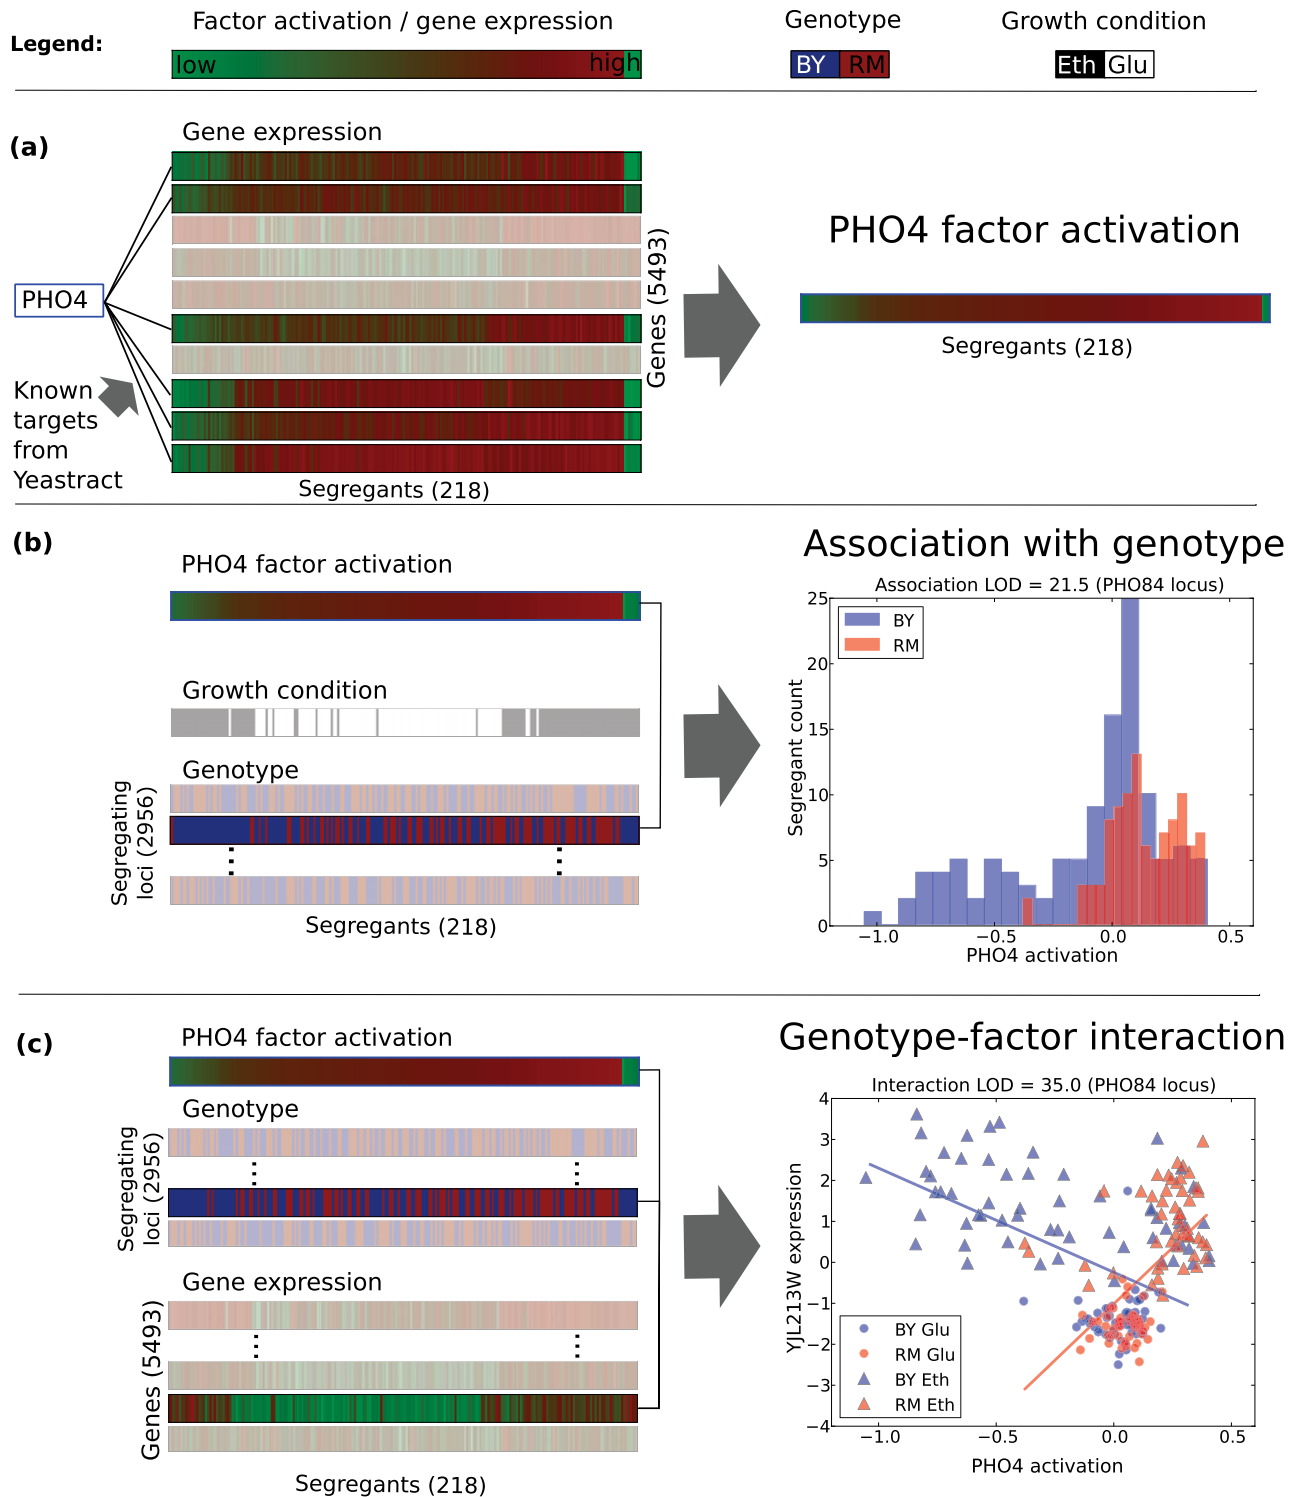 Legend:
Factor activation / gene expression
low
high
Genotype
BY
RM
Growth condition
Eth
Glu
(a)
Gene expression
PHO4
Known
targets
from
Yeastract
Genes (5493)
Segregants (218)
PHO4 factor activation
Segregants (218)
(b)
PHO4 factor activation
Growth condition
Genotype
Segregating
loci (2956)
Segregants (218)
Association with genotype
Association LOD = 21.5 (PHO84 locus)
BY
RM
Segregant count
25
20
15
10
5
0
−1.0
−0.5
0.0
0.5
PHO4 activation
(c)
PHO4 factor activation
Genotype
Segregating
loci (2956)
Gene expression
Genes (5493)
Segregants (218)
Genotype-factor interaction
Interaction LOD = 35.0 (PHO84 locus)
YJL213W expression
4
3
2
1
0
−1
−2
−3
−4
BY Glu
RM Glu
BY Eth
RM Eth
−1.0
−0.5
0.0
0.5
PHO4 activation